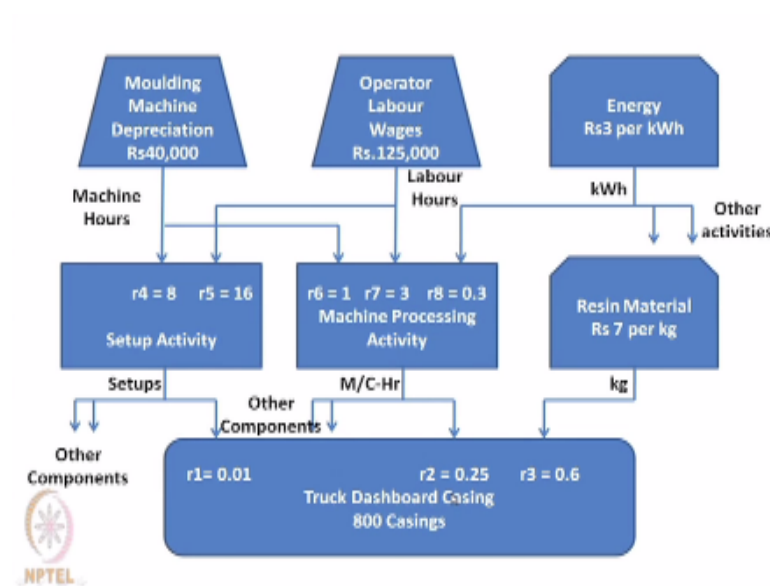 Moulding
Machine
Depreciation
Rs40,000
Operator
Labour
Wages
Rs.125,000
Energy
Rs3 per kWh
Machine
Hours
Labour
Hours
kWh
Other
activities
r4 = 8 r5 = 16
Setup Activity
r6 = 1 r7 = 3 r8 = 0.3
Machine Processing
Activity
Resin Material
Rs 7 per kg
Setups
M/C-Hr
kg
Other
Components
Other
Components
r1= 0.01 r2 = 0.25 r3 = 0.6
Truck Dashboard Casing
800 Casings
NPTEL